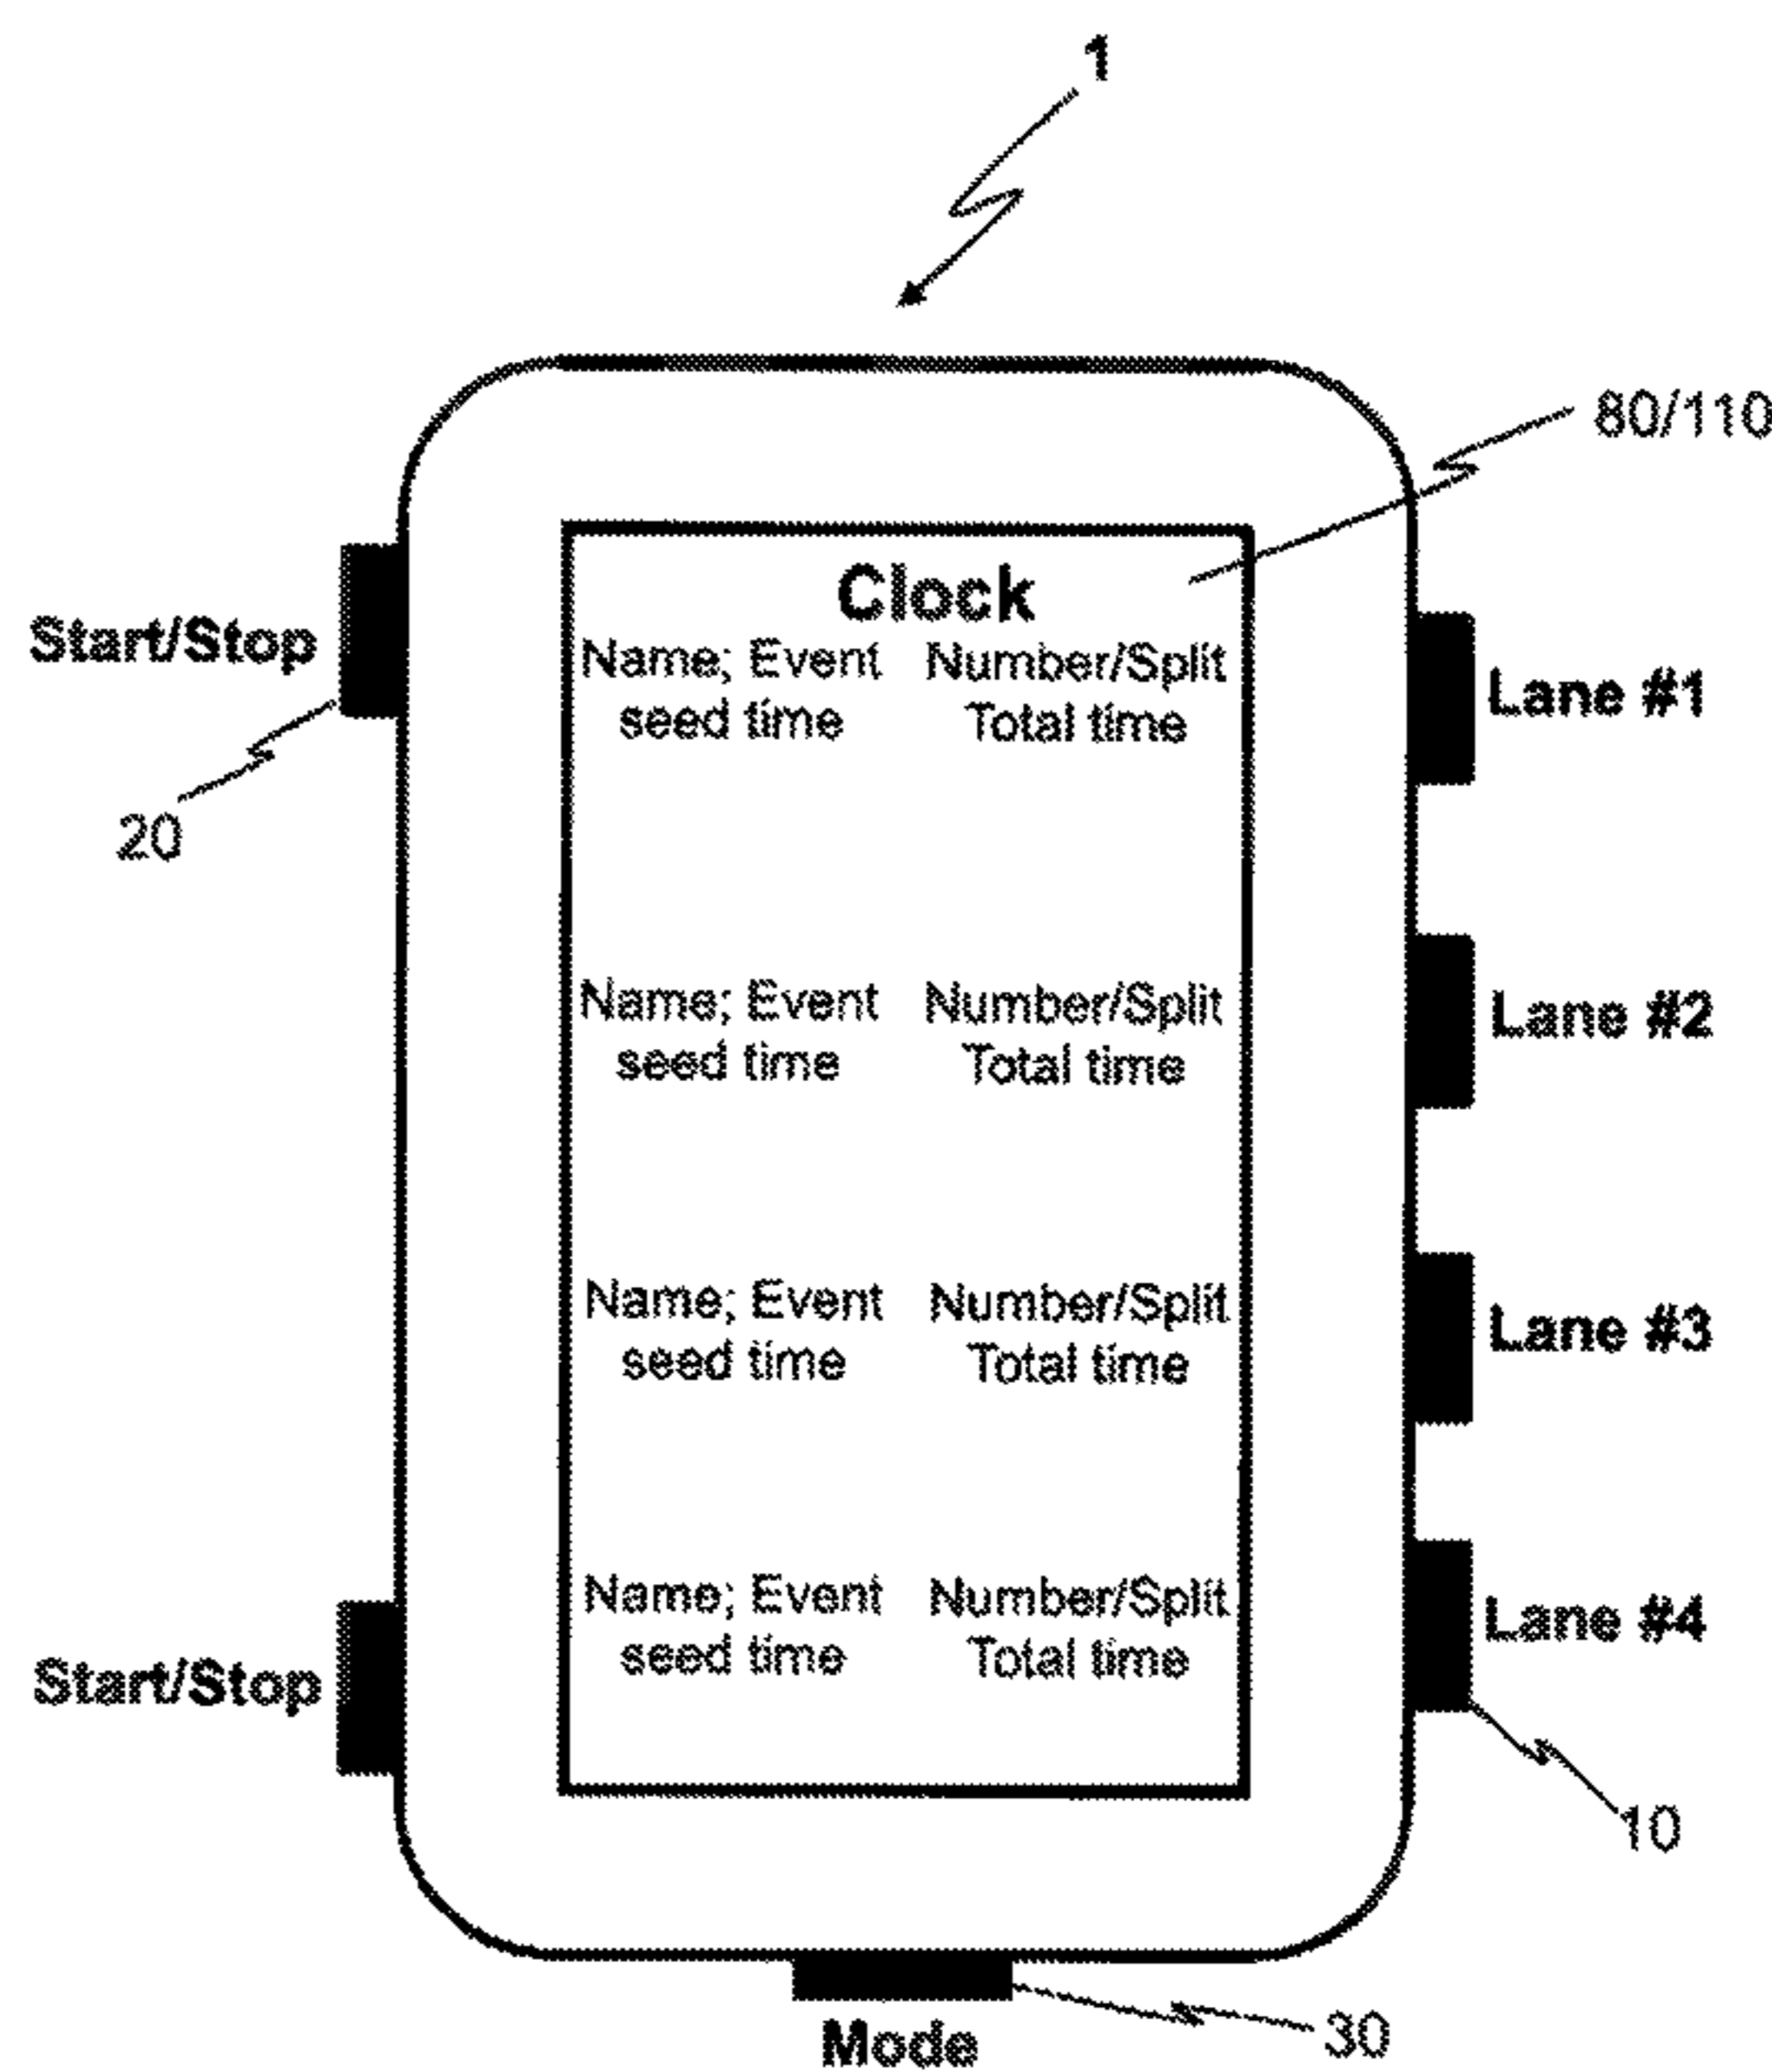 1
80/110
Clock
Start/Stop
Name; Event Number/Split
seed time Total time
Lane #1
20
Name; Event Number/Split
seed time Total time
Lane #2
Name; Event Number/Split
seed time Total time
Lane #3
Name; Event Number/Split
seed time Total time
Lane #4
Start/Stop
10
30
Mode